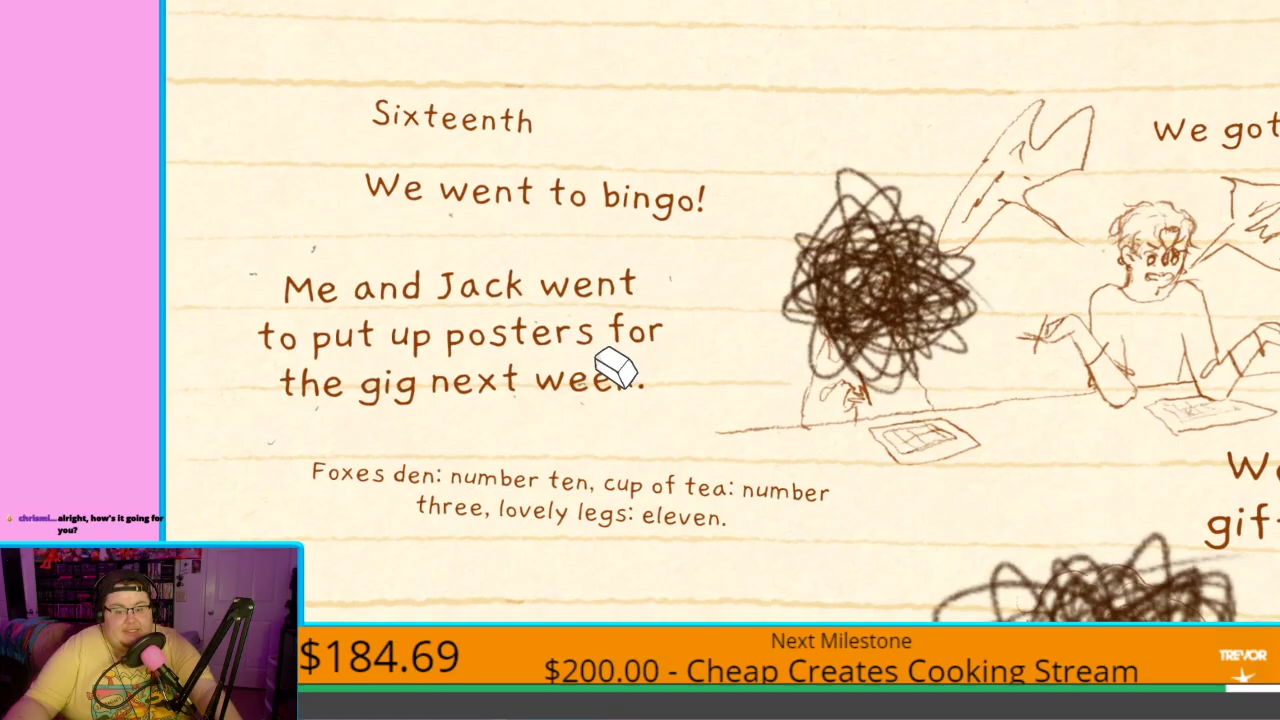 Sixteenth
We got
We went to bingo!
Me and Jack went
to put up posters for
the gig next week.
Foxes den: number ten, cup of tea: number
three, lovely legs: eleven.
gif
alright, how's it going for
you?
$184.69
Next Milestone
$200.00 - Cheap Creates Cooking Stream
TREVOR